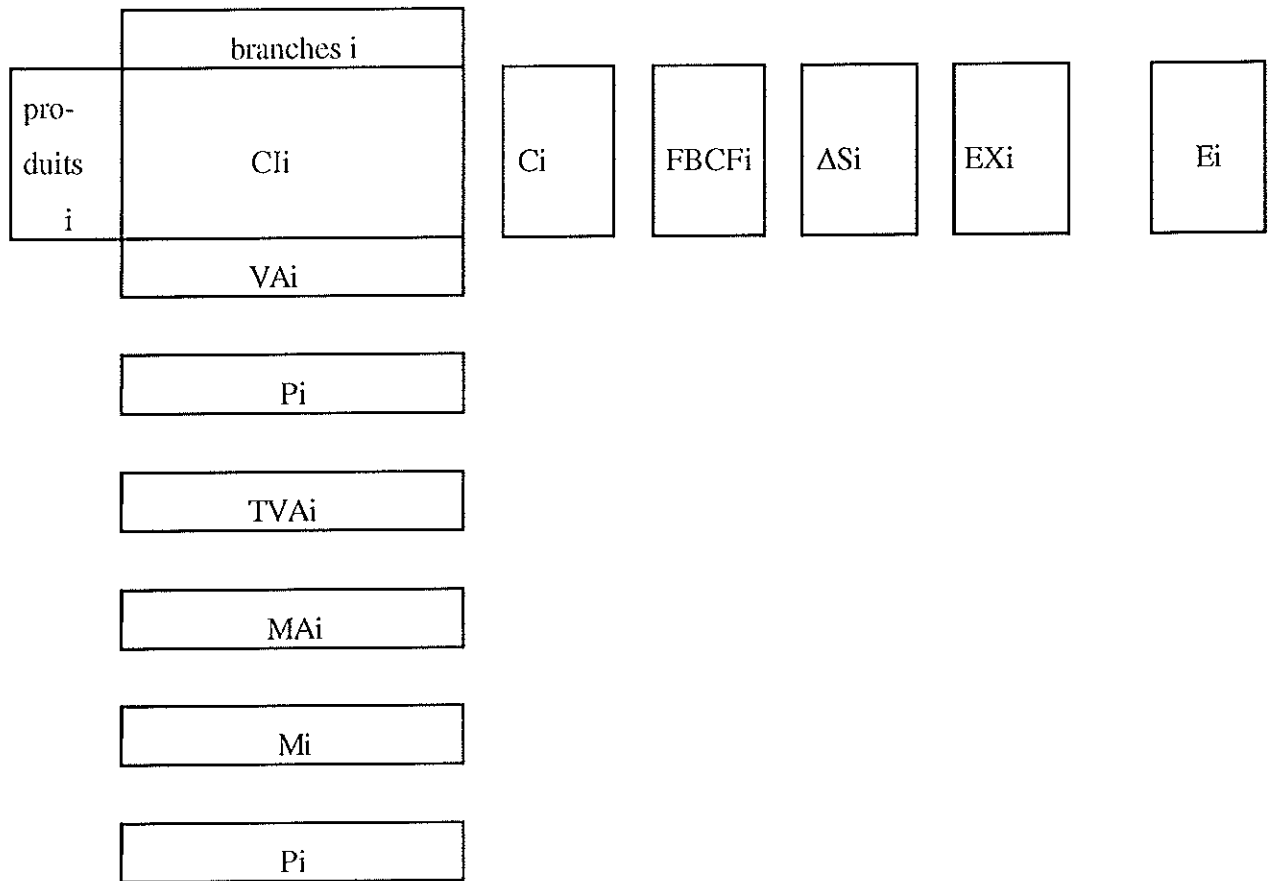 branches i
pro-
duits
i
CIi
Ci
FBCFi
ΔSi
EXi
Ei
VAi
Pi
TVAi
MAi
Mi
Pi